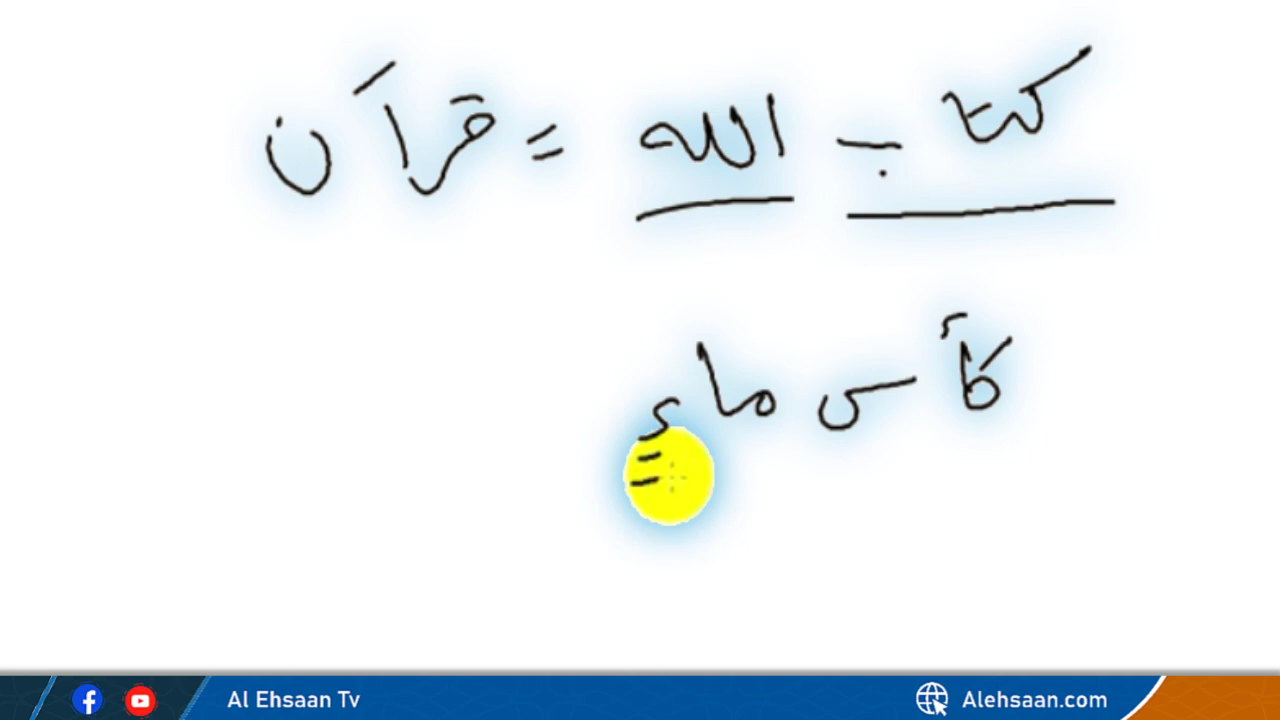 كتاب الله = قرآن
كأس ماءٍ
Al Ehsaan Tv
Alehsaan.com